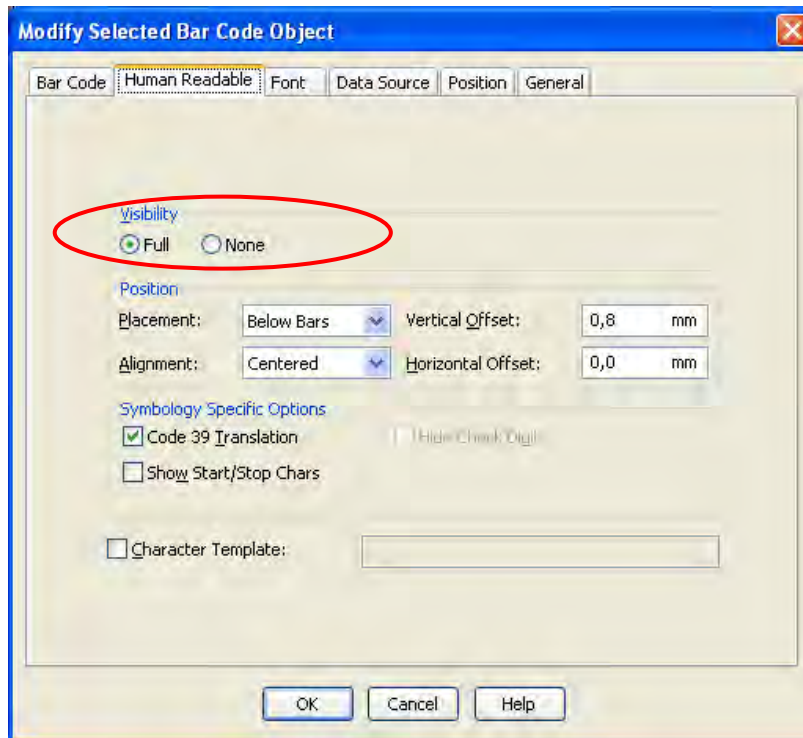 Modify Selected Bar Code Object
Bar Code Human Readable Font Data Source Position General
Visibility
Full None
Position
Placement: Below Bars Vertical Offset: 0,8 mm
Alignment: Centered Horizontal Offset: 0,0 mm
Symbology Specific Options
Code 39 Translation Hide Check Digit
Show Start/Stop Chars
Character Template:
OK Cancel Help